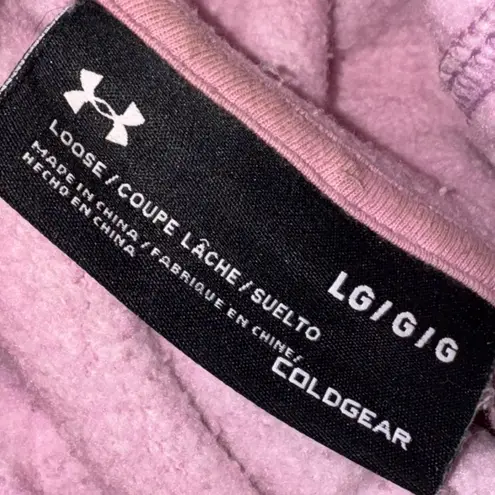 LG/G/G
LOOSE/COUPE LÂCHE/SUELTO
MADE IN CHINA/FABRIQUE EN CHINE/
HECHO EN CHINA
COLDGEAR